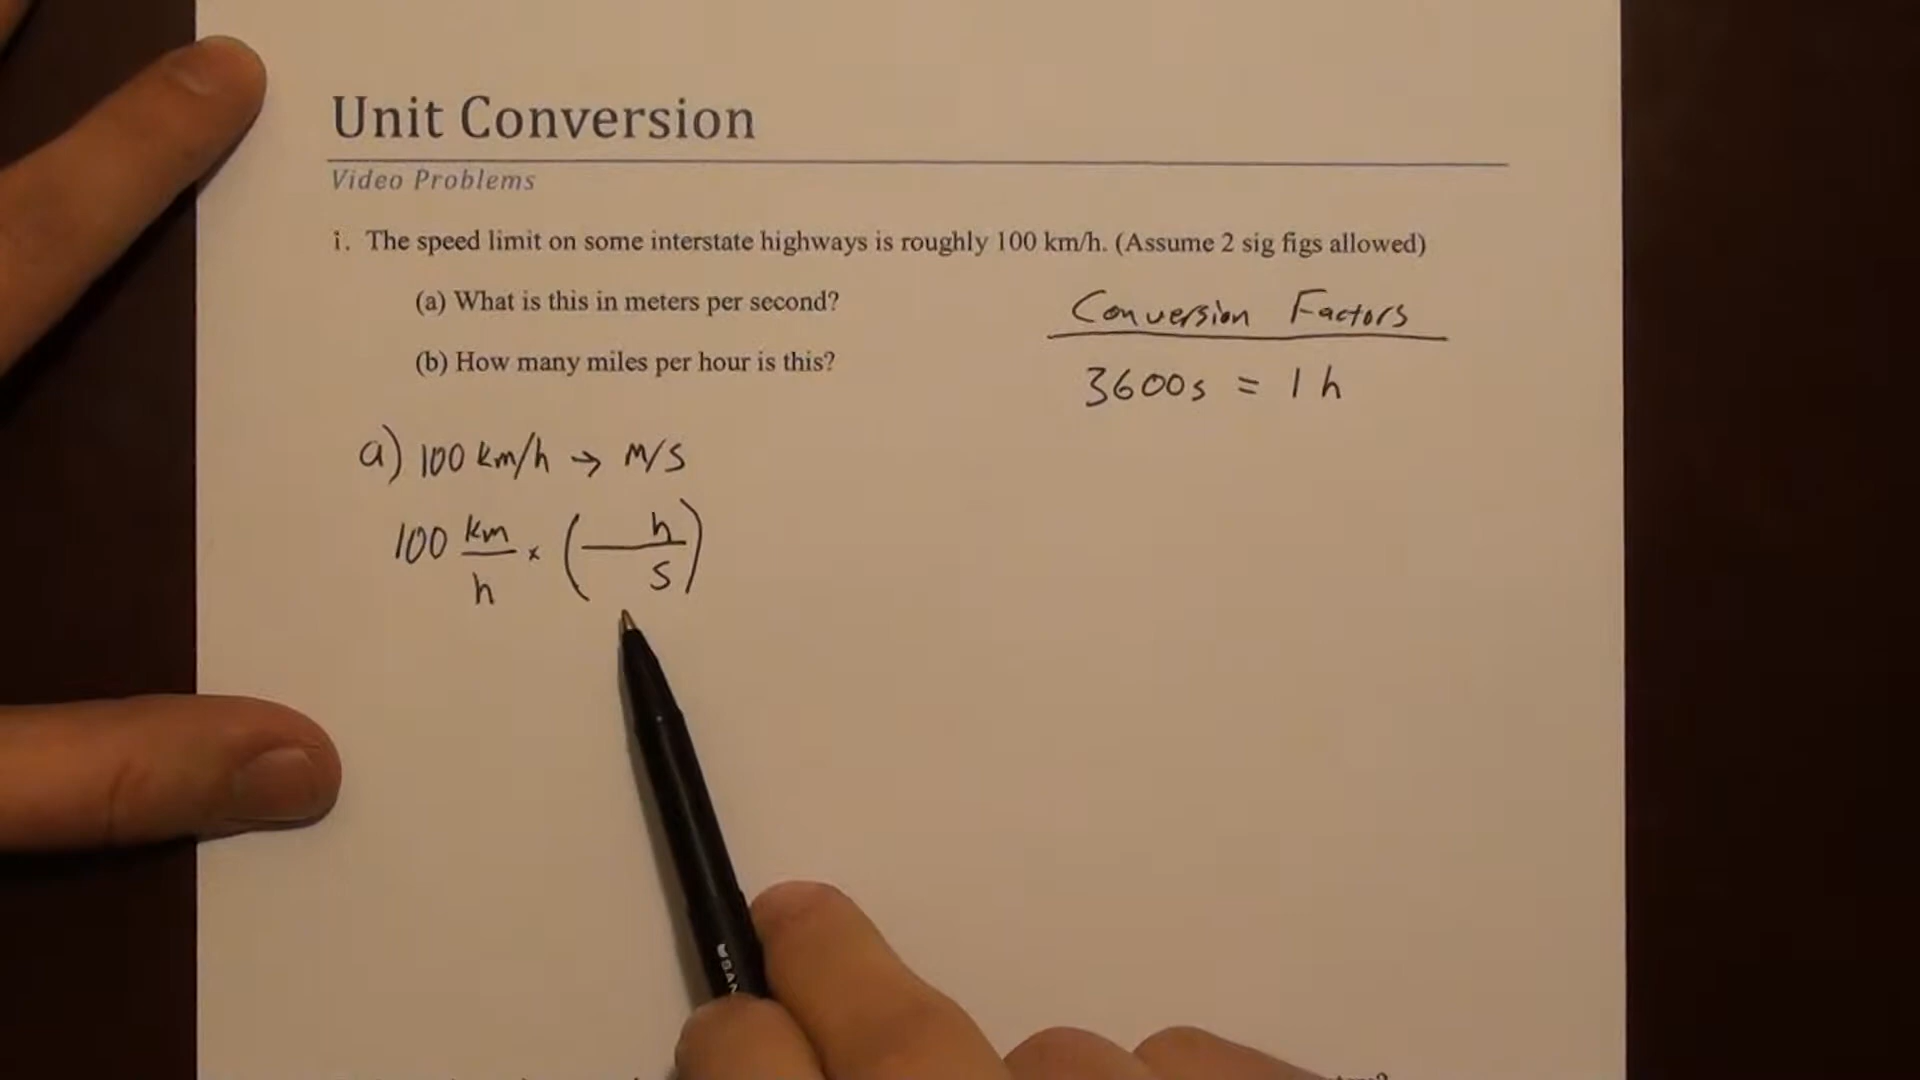 Unit Conversion
Video Problems
1. The speed limit on some interstate highways is roughly 100 km/h. (Assume 2 sig figs allowed)
(a) What is this in meters per second?
(b) How many miles per hour is this?
Conversion Factors
3600s = 1 h
a) 100 km/h → m/s
100 km/h × ( h/s )
SAN